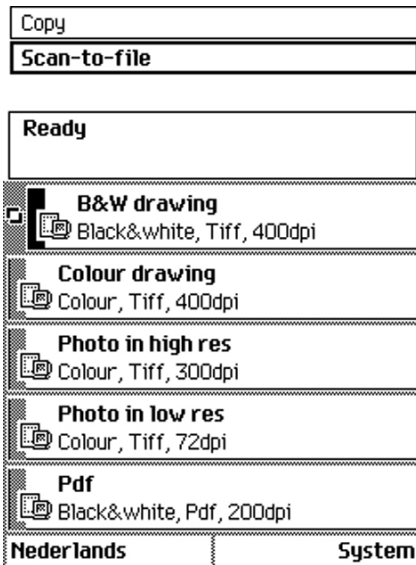 Copy
Scan-to-file
Ready
B&W drawing
Black&white, Tiff, 400dpi
Colour drawing
Colour, Tiff, 400dpi
Photo in high res
Colour, Tiff, 300dpi
Photo in low res
Colour, Tiff, 72dpi
Pdf
Black&white, Pdf, 200dpi
Nederlands System